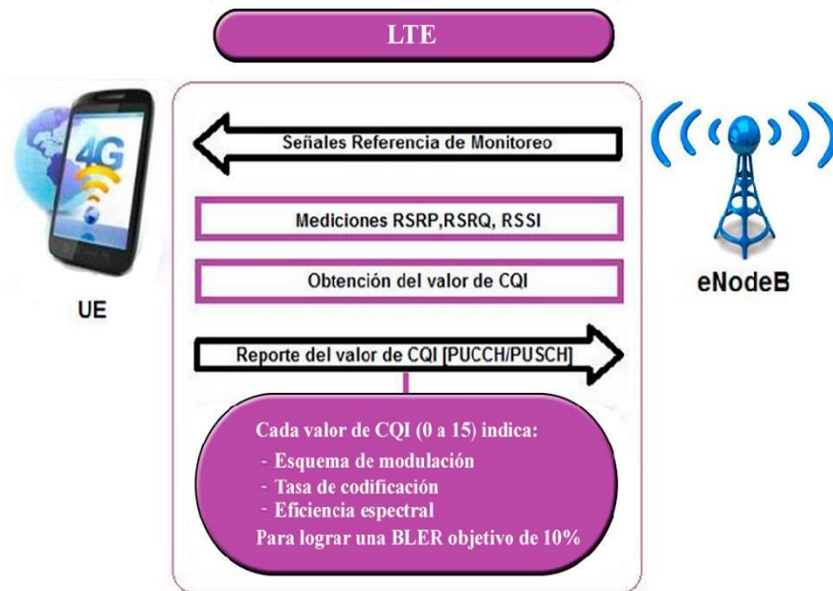 LTE
4G
Señales Referencia de Monitoreo
Mediciones RSRP,RSRQ, RSSI
Obtención del valor de CQI
UE
eNodeB
Reporte del valor de CQI [PUCCH/PUSCH]
Cada valor de CQI (0 a 15) indica:
- Esquema de modulación
- Tasa de codificación
- Eficiencia espectral
Para lograr una BLER objetivo de 10%